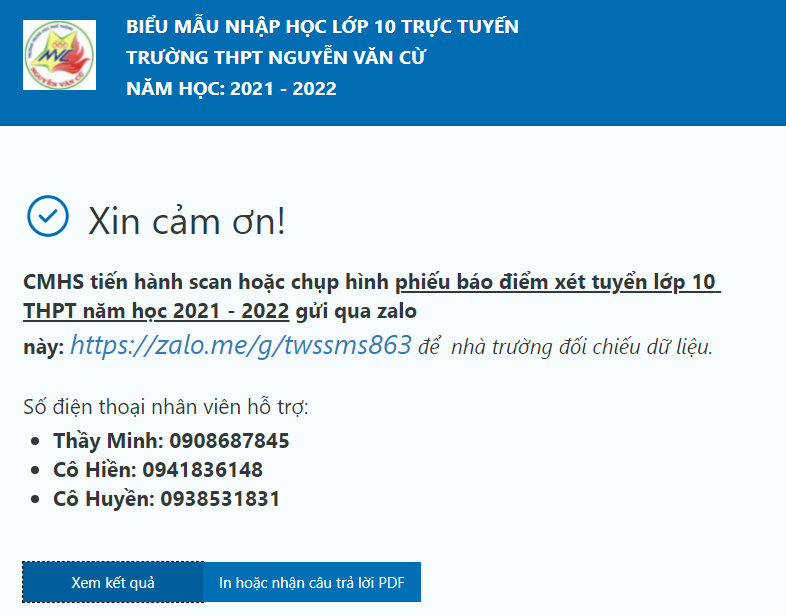 BIỂU MẪU NHẬP HỌC LỚP 10 TRỰC TUYẾN
TRƯỜNG THPT NGUYỄN VĂN CỪ
NĂM HỌC: 2021 - 2022
NVC
NGUYỄN VĂN CỪ
Xin cảm ơn!
CMHS tiến hành scan hoặc chụp hình phiếu báo điểm xét tuyển lớp 10
THPT năm học 2021 - 2022 gửi qua zalo
này: https://zalo.me/g/twssms863 để nhà trường đối chiếu dữ liệu.
Số điện thoại nhân viên hỗ trợ:
Thầy Minh: 0908687845
Cô Hiền: 0941836148
Cô Huyền: 0938531831
Xem kết quả
In hoặc nhận câu trả lời PDF